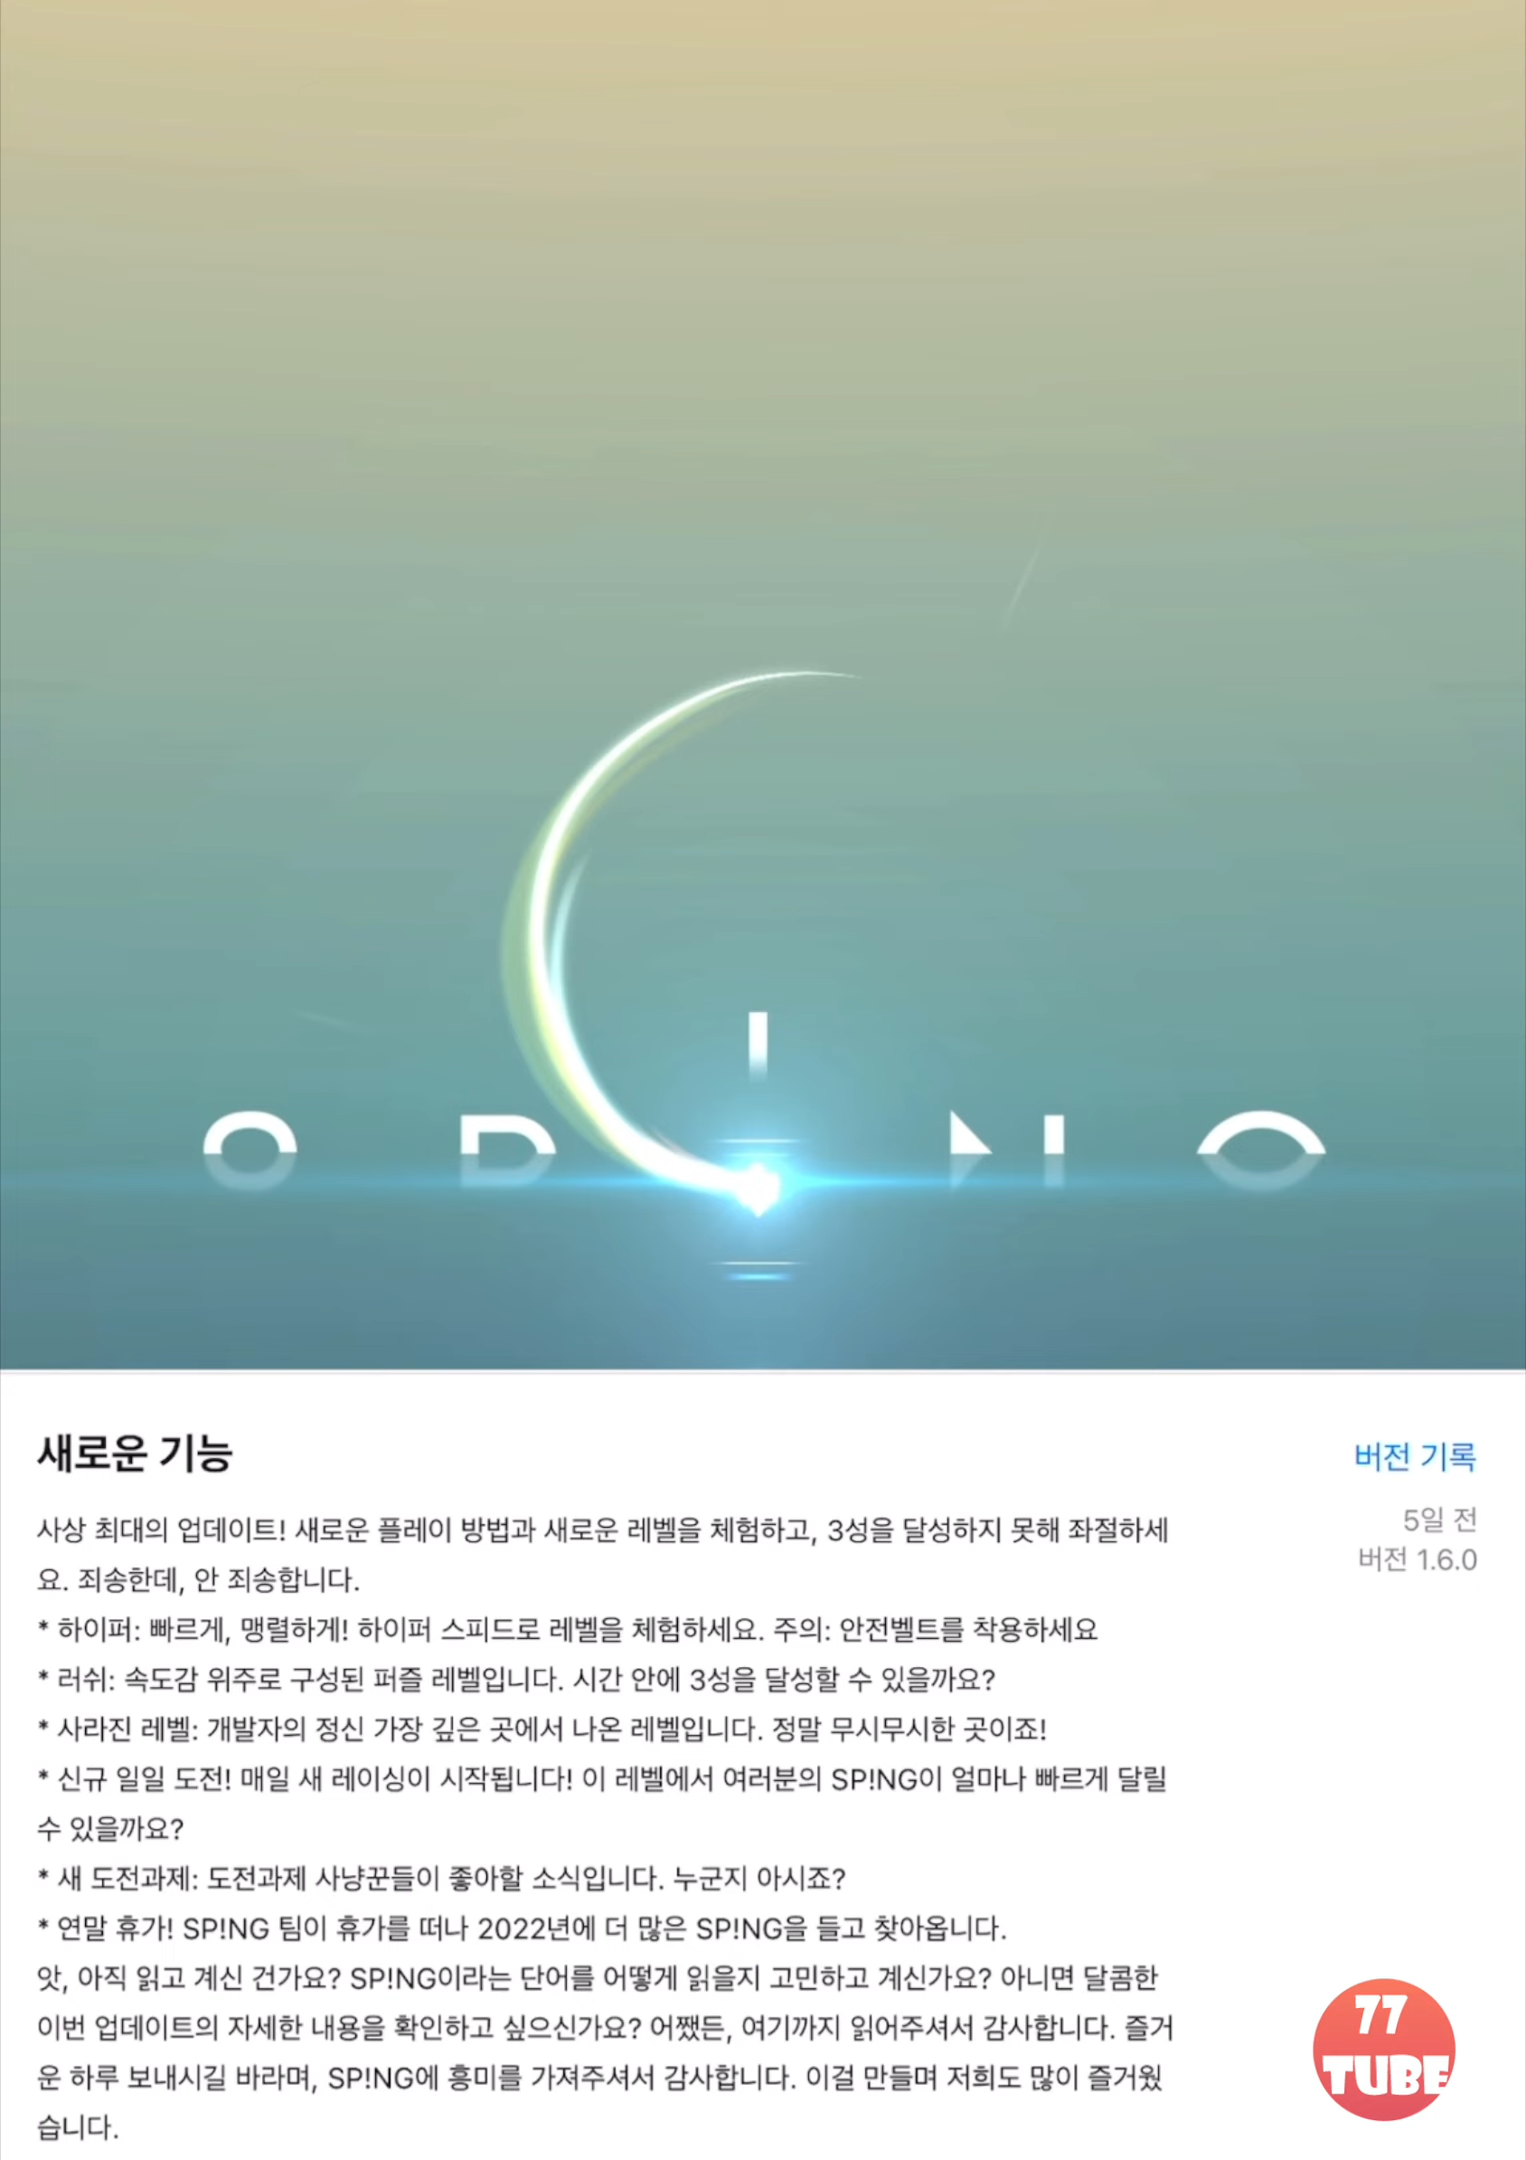 SP!NG
새로운 기능
버전 기록
5일 전
버전 1.6.0
사상 최대의 업데이트! 새로운 플레이 방법과 새로운 레벨을 체험하고, 3성을 달성하지 못해 좌절하세
요. 죄송한데, 안 죄송합니다.
* 하이퍼: 빠르게, 맹렬하게! 하이퍼 스피드로 레벨을 체험하세요. 주의: 안전벨트를 착용하세요
* 러쉬: 속도감 위주로 구성된 퍼즐 레벨입니다. 시간 안에 3성을 달성할 수 있을까요?
* 사라진 레벨: 개발자의 정신 가장 깊은 곳에서 나온 레벨입니다. 정말 무시무시한 곳이죠!
* 신규 일일 도전! 매일 새 레이싱이 시작됩니다! 이 레벨에서 여러분의 SP!NG이 얼마나 빠르게 달릴
수 있을까요?
* 새 도전과제: 도전과제 사냥꾼들이 좋아할 소식입니다. 누군지 아시죠?
* 연말 휴가! SP!NG 팀이 휴가를 떠나 2022년에 더 많은 SP!NG을 들고 찾아옵니다.
앗, 아직 읽고 계신 건가요? SP!NG이라는 단어를 어떻게 읽을지 고민하고 계신가요? 아니면 달콤한
이번 업데이트의 자세한 내용을 확인하고 싶으신가요? 어쨌든, 여기까지 읽어주셔서 감사합니다. 즐거
운 하루 보내시길 바라며, SP!NG에 흥미를 가져주셔서 감사합니다. 이걸 만들며 저희도 많이 즐거웠
습니다.
77
TUBE